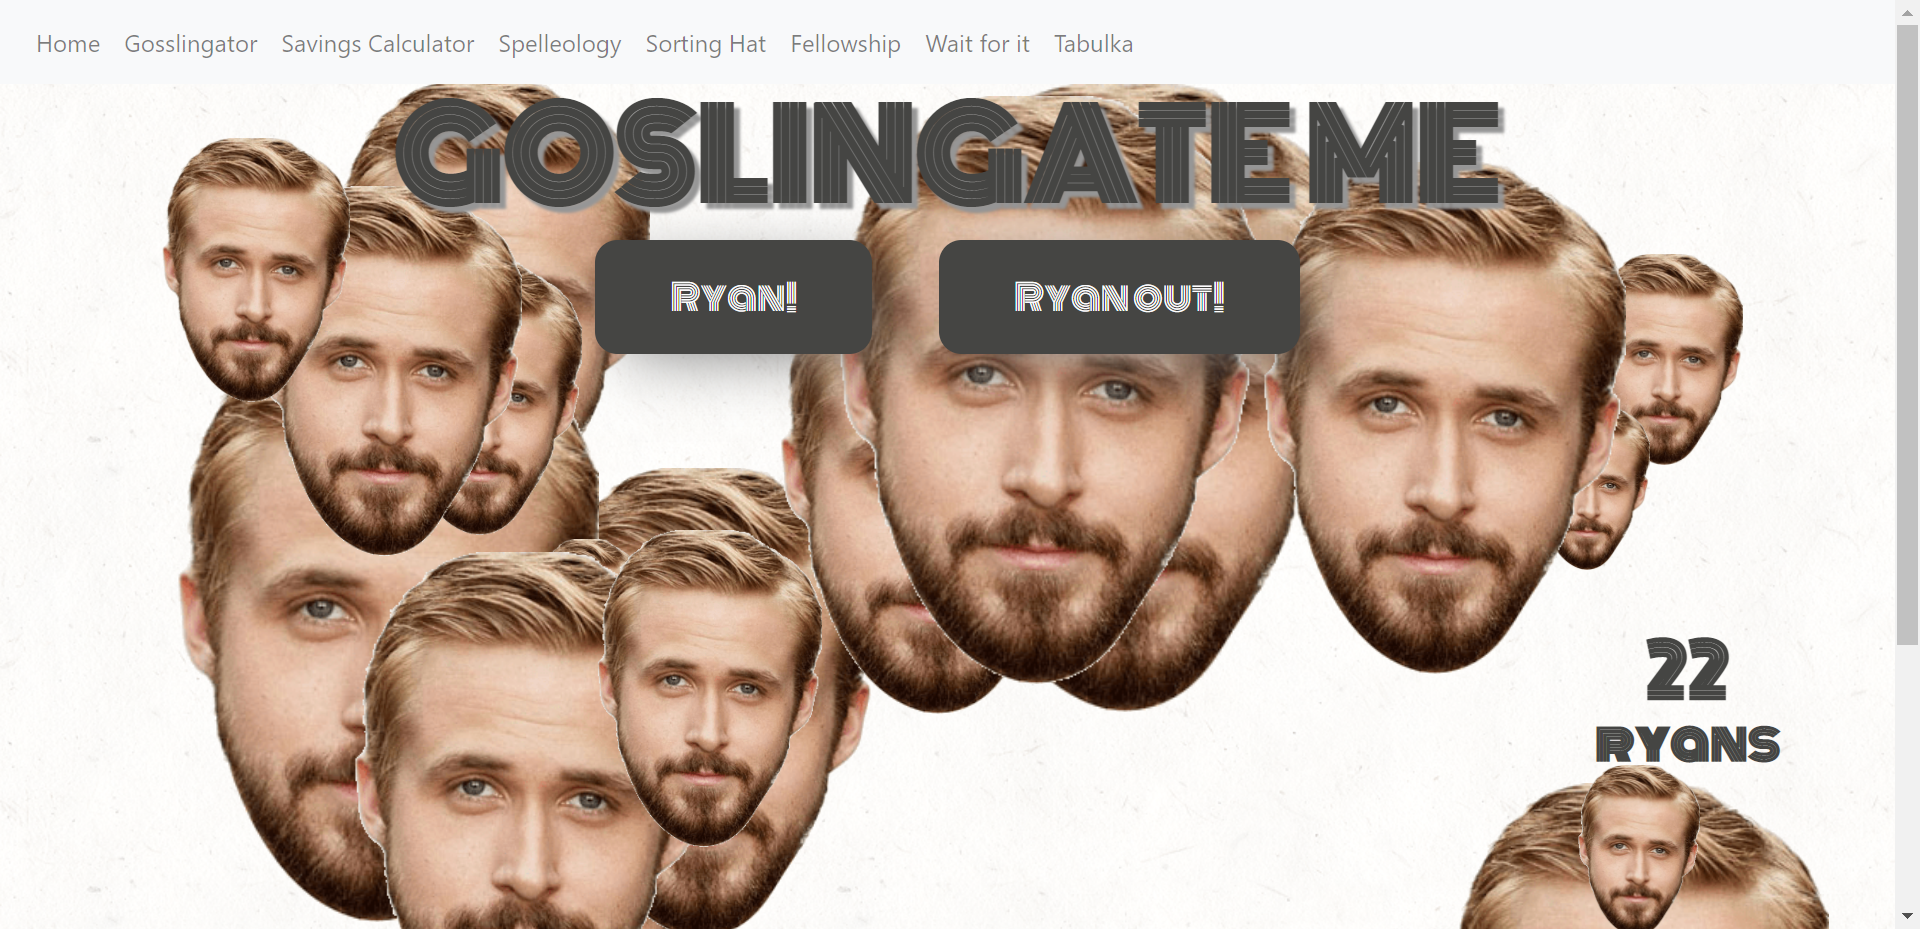 Home Gosslingator Savings Calculator Spelleology Sorting Hat Fellowship Wait for it Tabulka
GOSLINGATE ME
Ryan! Ryan out!
22
RYANS